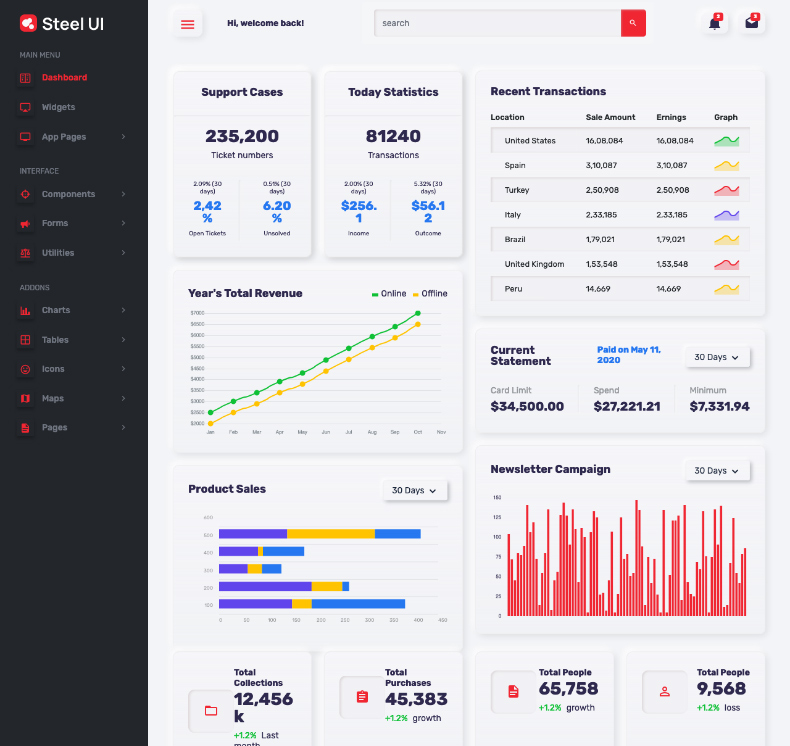 Steel UI
Hi, welcome back!
search
3
5
MAIN MENU
Dashboard
Widgets
App Pages
INTERFACE
Components
Forms
Utilities
ADDONS
Charts
Tables
Icons
Maps
Pages
Support Cases
235,200
Ticket numbers
2.09% (30
days)
2,42
%
Open Tickets
0.51% (30
days)
6.20
%
Unsolved
Today Statistics
81240
Transactions
2.00% (30
days)
$256.
1
Income
5.32% (30
days)
$56.1
2
Outcome
Recent Transactions
Location Sale Amount Ernings Graph
United States 16,08,084 16,08,084
Spain 3,10,087 3,10,087
Turkey 2,50,908 2,50,908
Italy 2,33,185 2,33,185
Brazil 1,79,021 1,79,021
United Kingdom 1,53,548 1,53,548
Peru 14,669 14,669
Year's Total Revenue
Online Offline
$7000
$6500
$6000
$5500
$5000
$4500
$4000
$3500
$3000
$2500
$2000
Jan Feb Mar Apr May Jun Jul Aug Sep Oct Nov
Current
Statement
Paid on May 11,
2020
30 Days
Card Limit
$34,500.00
Spend
$27,221.21
Minimum
$7,331.94
Product Sales
30 Days
600
500
400
300
200
100
0 50 100 150 200 250 300 350 400 450
Newsletter Campaign
30 Days
150
125
100
75
50
25
0
Total
Collections
12,456
k
+1.2% Last
month
Total
Purchases
45,383
+1.2% growth
Total People
65,758
+1.2% growth
Total People
9,568
+1.2% loss